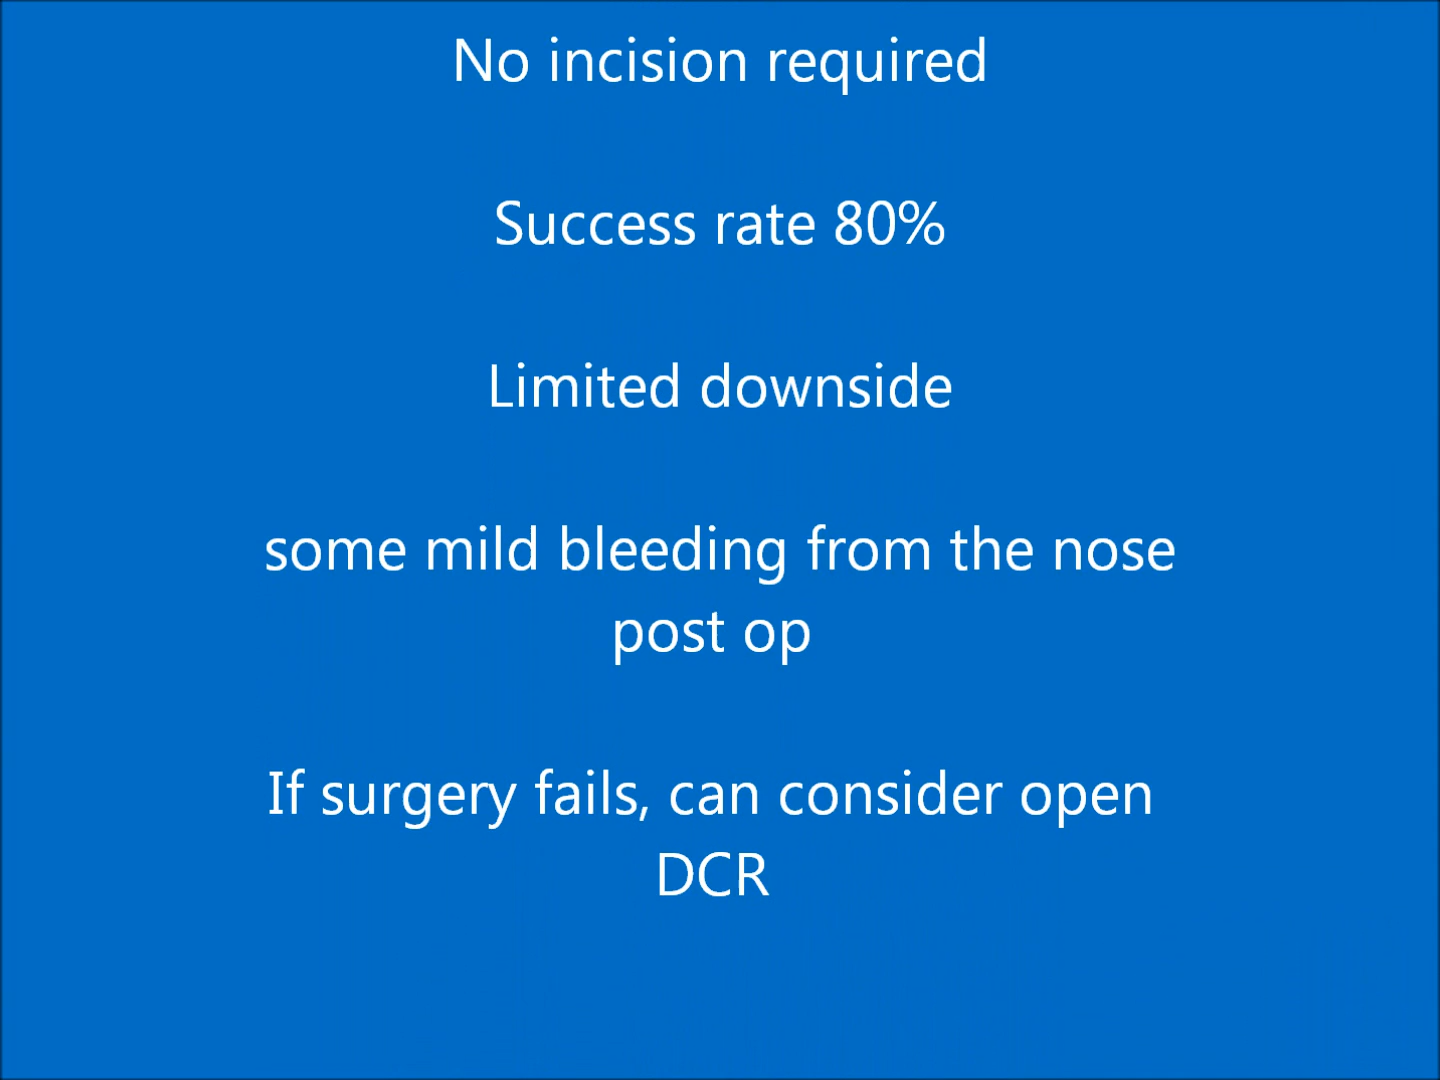 No incision required
Success rate 80%
Limited downside
some mild bleeding from the nose
post op
If surgery fails, can consider open
DCR